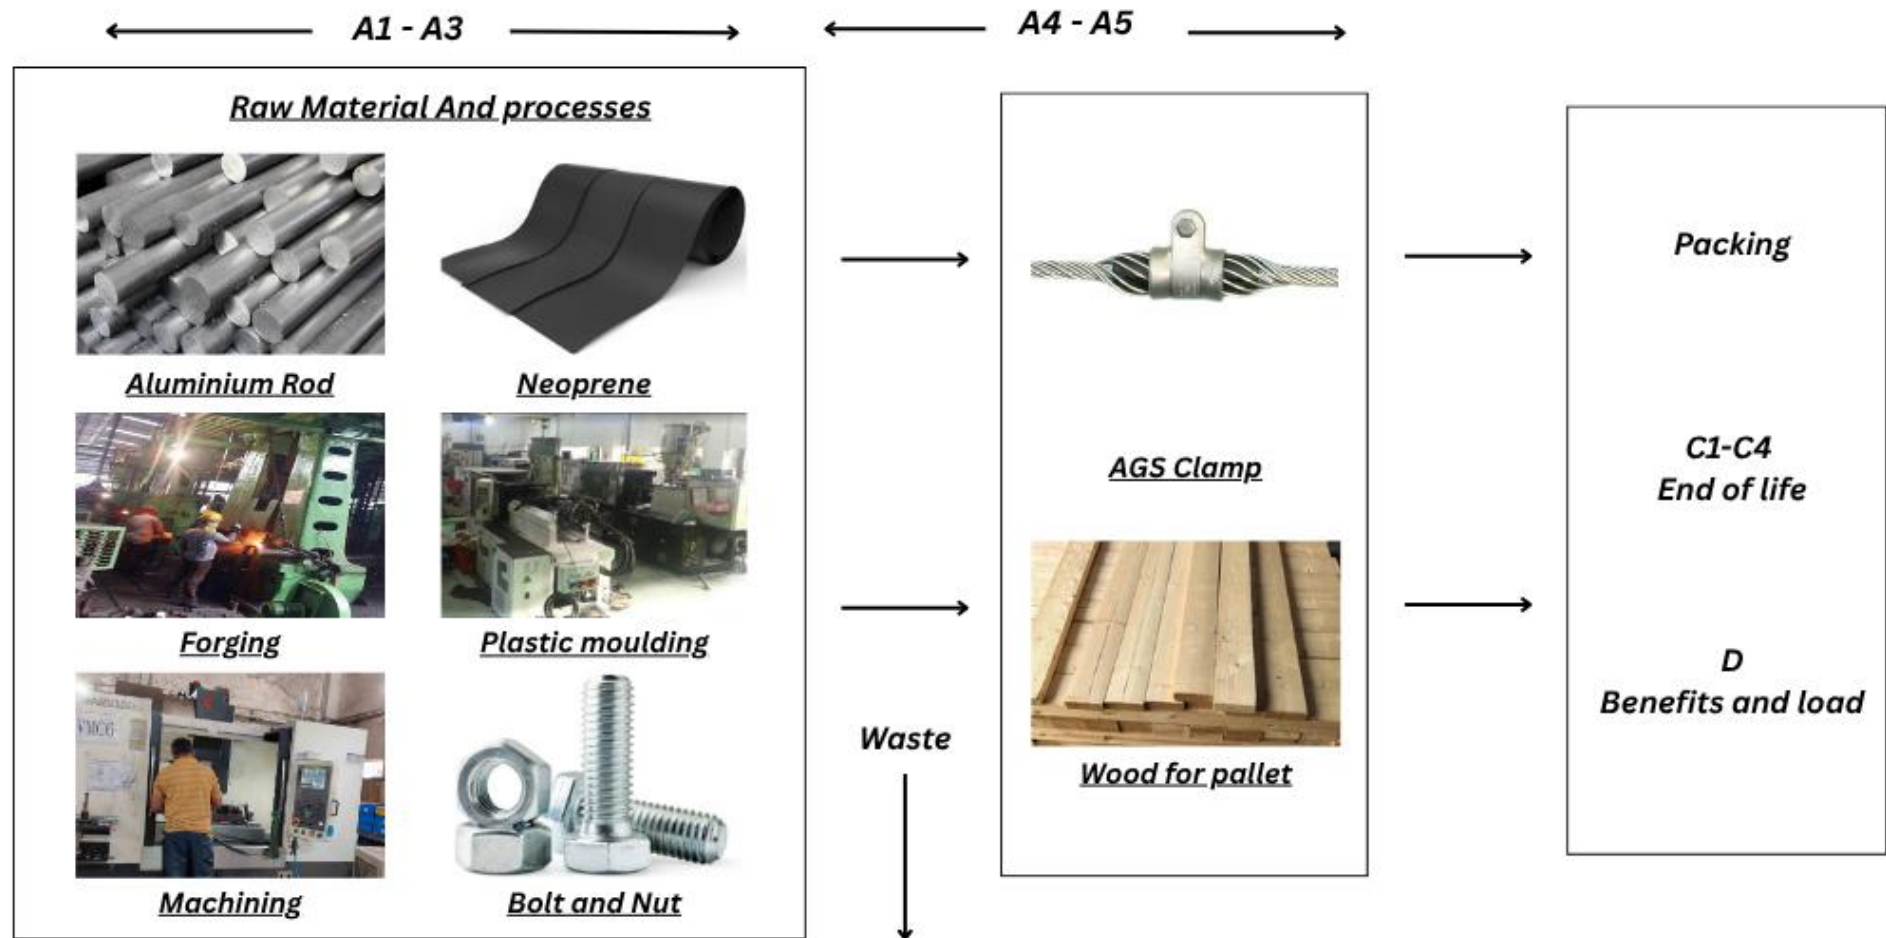 A1 - A3
A4 - A5
Raw Material And processes
Aluminium Rod
Neoprene
Forging
Plastic moulding
Machining
Bolt and Nut
Waste
AGS Clamp
Wood for pallet
Packing
C1-C4
End of life
D
Benefits and load